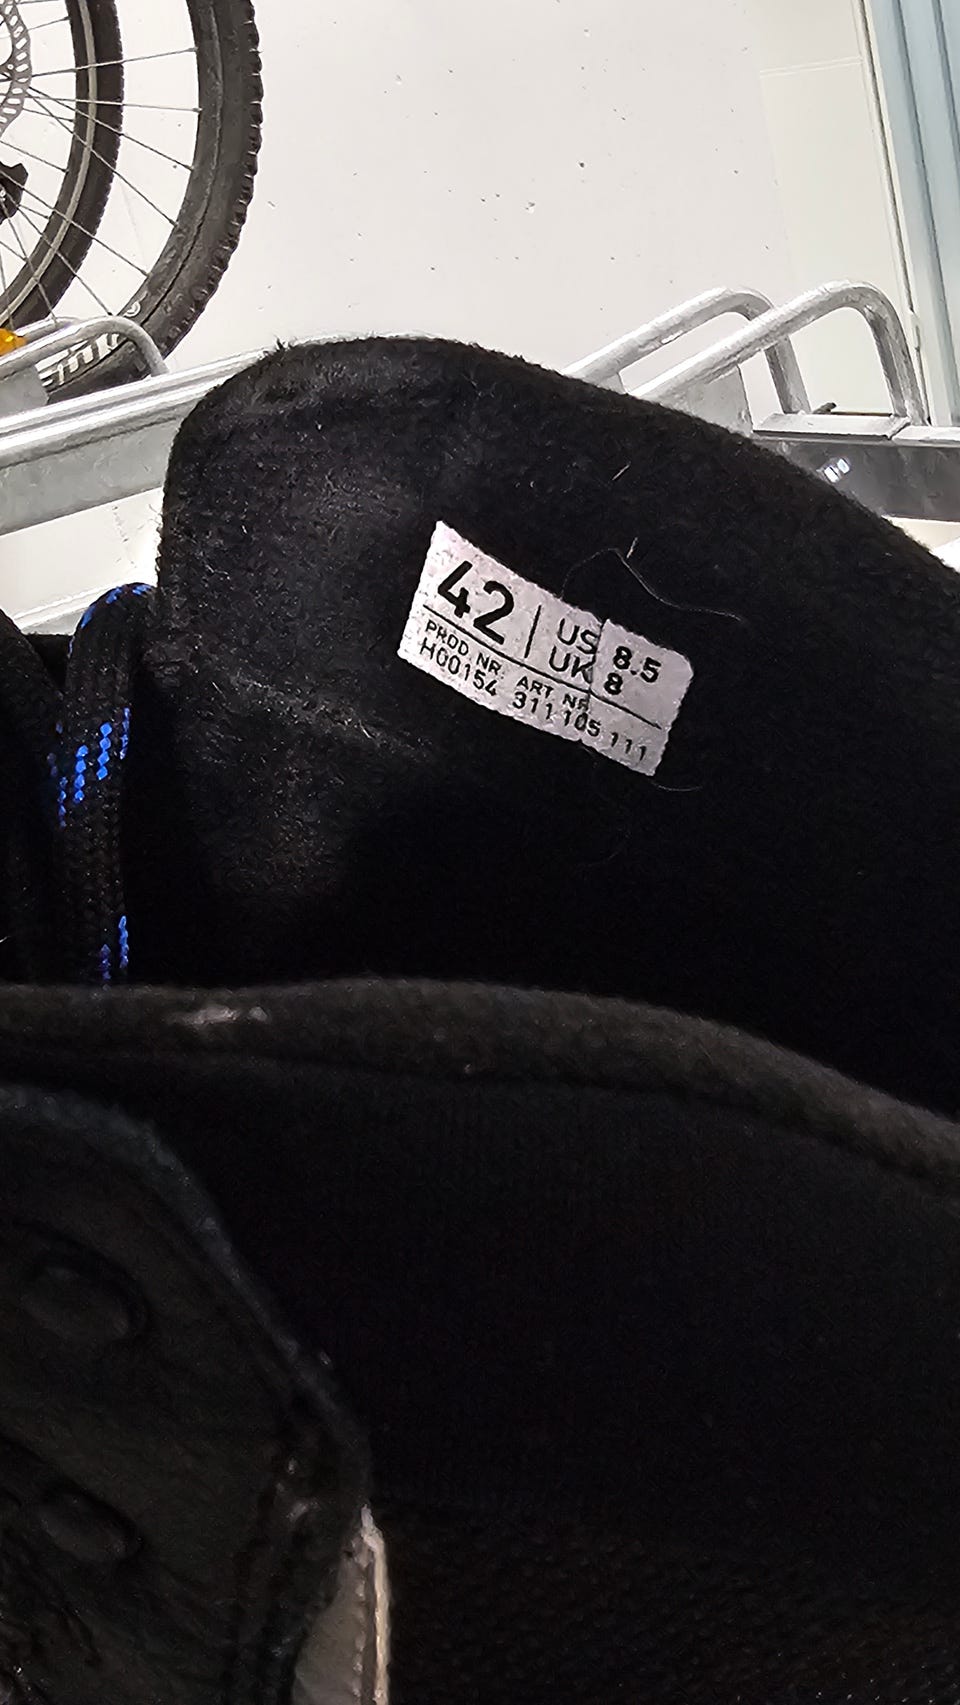 42
US 8.5
UK 8
PROD NR. ART NR.
H00154 311 105 111